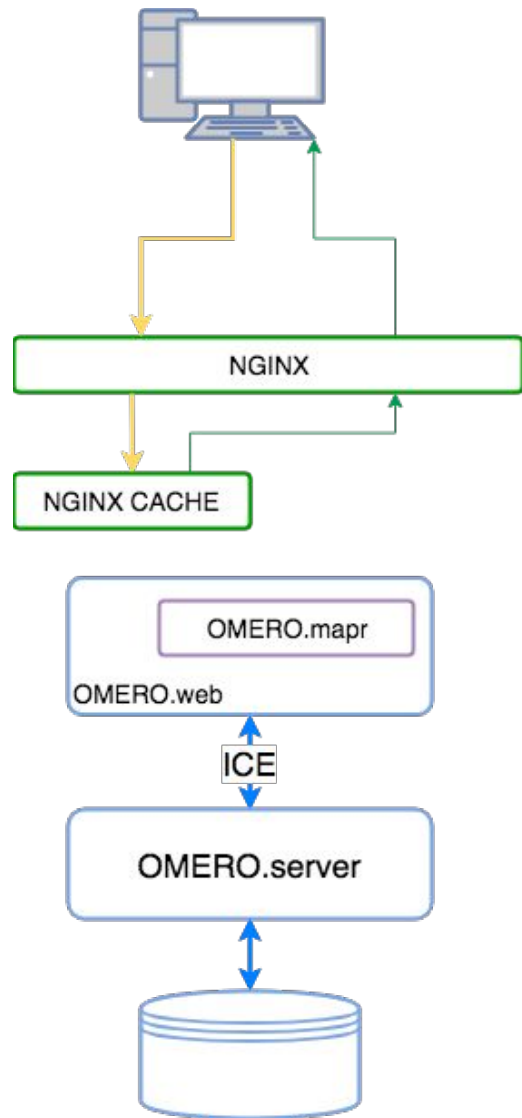 NGINX
NGINX CACHE
OMERO.mapr
OMERO.web
ICE
OMERO.server